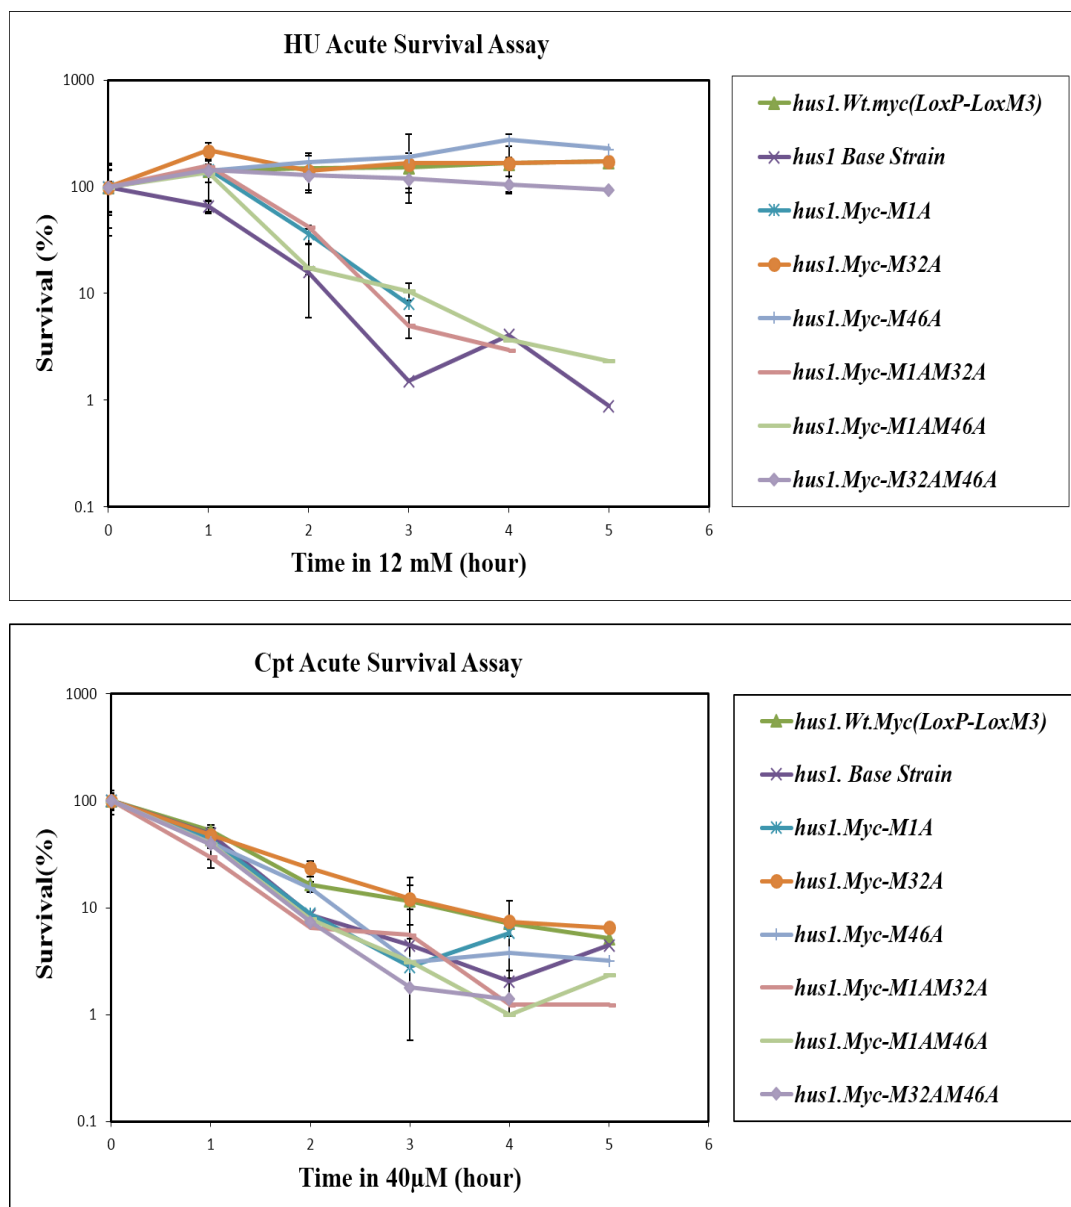 HU Acute Survival Assay
1000
100
10
1
0.1
Survival (%)
0 1 2 3 4 5 6
Time in 12 mM (hour)
hus1.Wt.myc(LoxP-LoxM3)
hus1 Base Strain
hus1.Myc-M1A
hus1.Myc-M32A
hus1.Myc-M46A
hus1.Myc-M1AM32A
hus1.Myc-M1AM46A
hus1.Myc-M32AM46A
Cpt Acute Survival Assay
1000
100
10
1
0.1
Survival(%)
0 1 2 3 4 5 6
Time in 40µM (hour)
hus1.Wt.Myc(LoxP-LoxM3)
hus1. Base Strain
hus1.Myc-M1A
hus1.Myc-M32A
hus1.Myc-M46A
hus1.Myc-M1AM32A
hus1.Myc-M1AM46A
hus1.Myc-M32AM46A